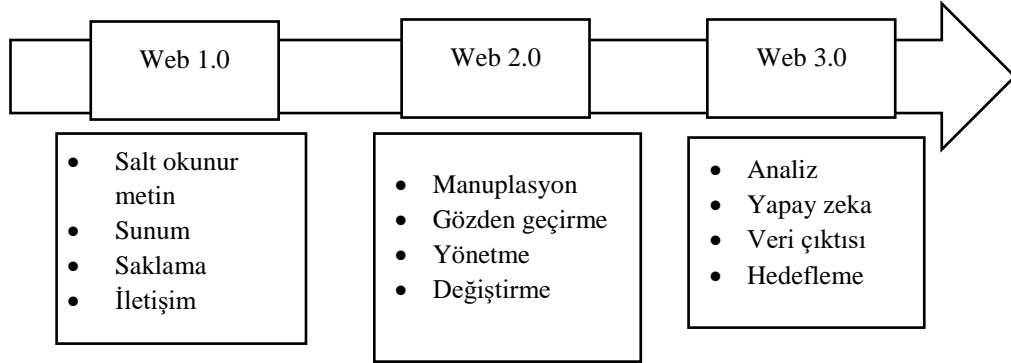 Web 1.0
Web 2.0
Web 3.0
• Salt okunur
metin
• Sunum
• Saklama
• İletişim
• Manuplasyon
• Gözden geçirme
• Yönetme
• Değiştirme
• Analiz
• Yapay zeka
• Veri çıktısı
• Hedefleme